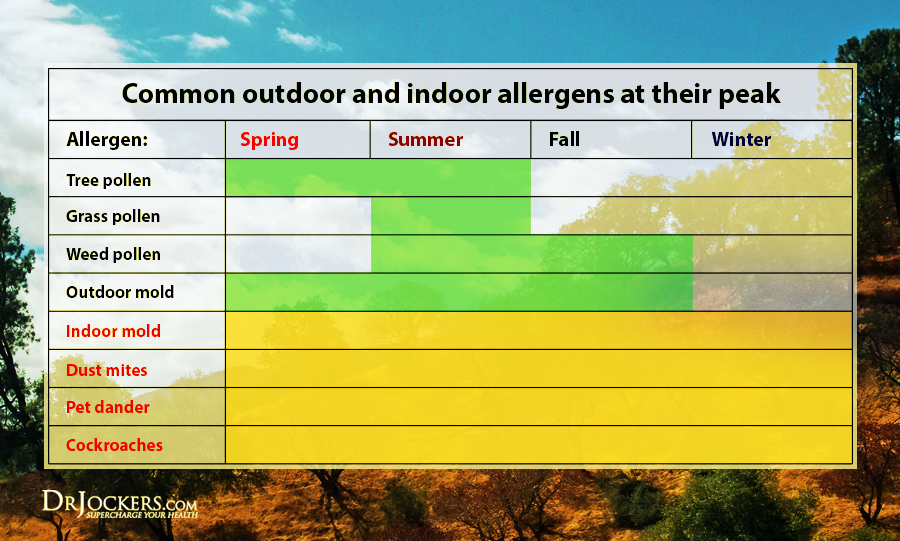 Common outdoor and indoor allergens at their peak
Allergen: Spring Summer Fall Winter
Tree pollen
Grass pollen
Weed pollen
Outdoor mold
Indoor mold
Dust mites
Pet dander
Cockroaches
DRJOCKERS.COM
SUPERCHARGE YOUR HEALTH